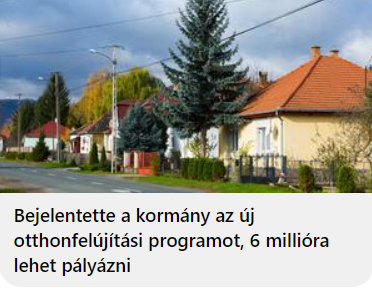 Bejelentette a kormány az új
otthonfelújítási programot, 6 millióra
lehet pályázni